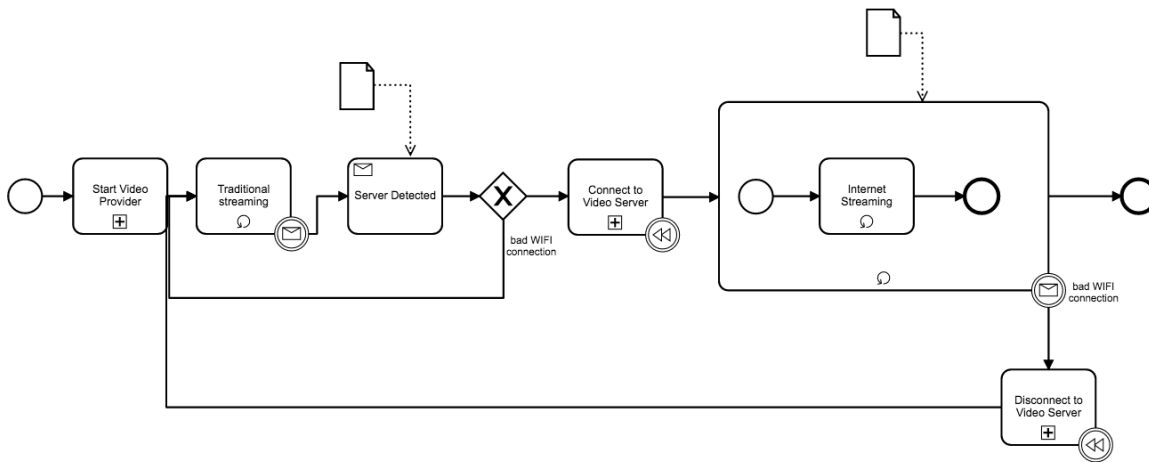 Start Video
Provider
Traditional
streaming
Server Detected
bad WIFI
connection
Connect to
Video Server
Internet
Streaming
bad WIFI
connection
Disconnect to
Video Server